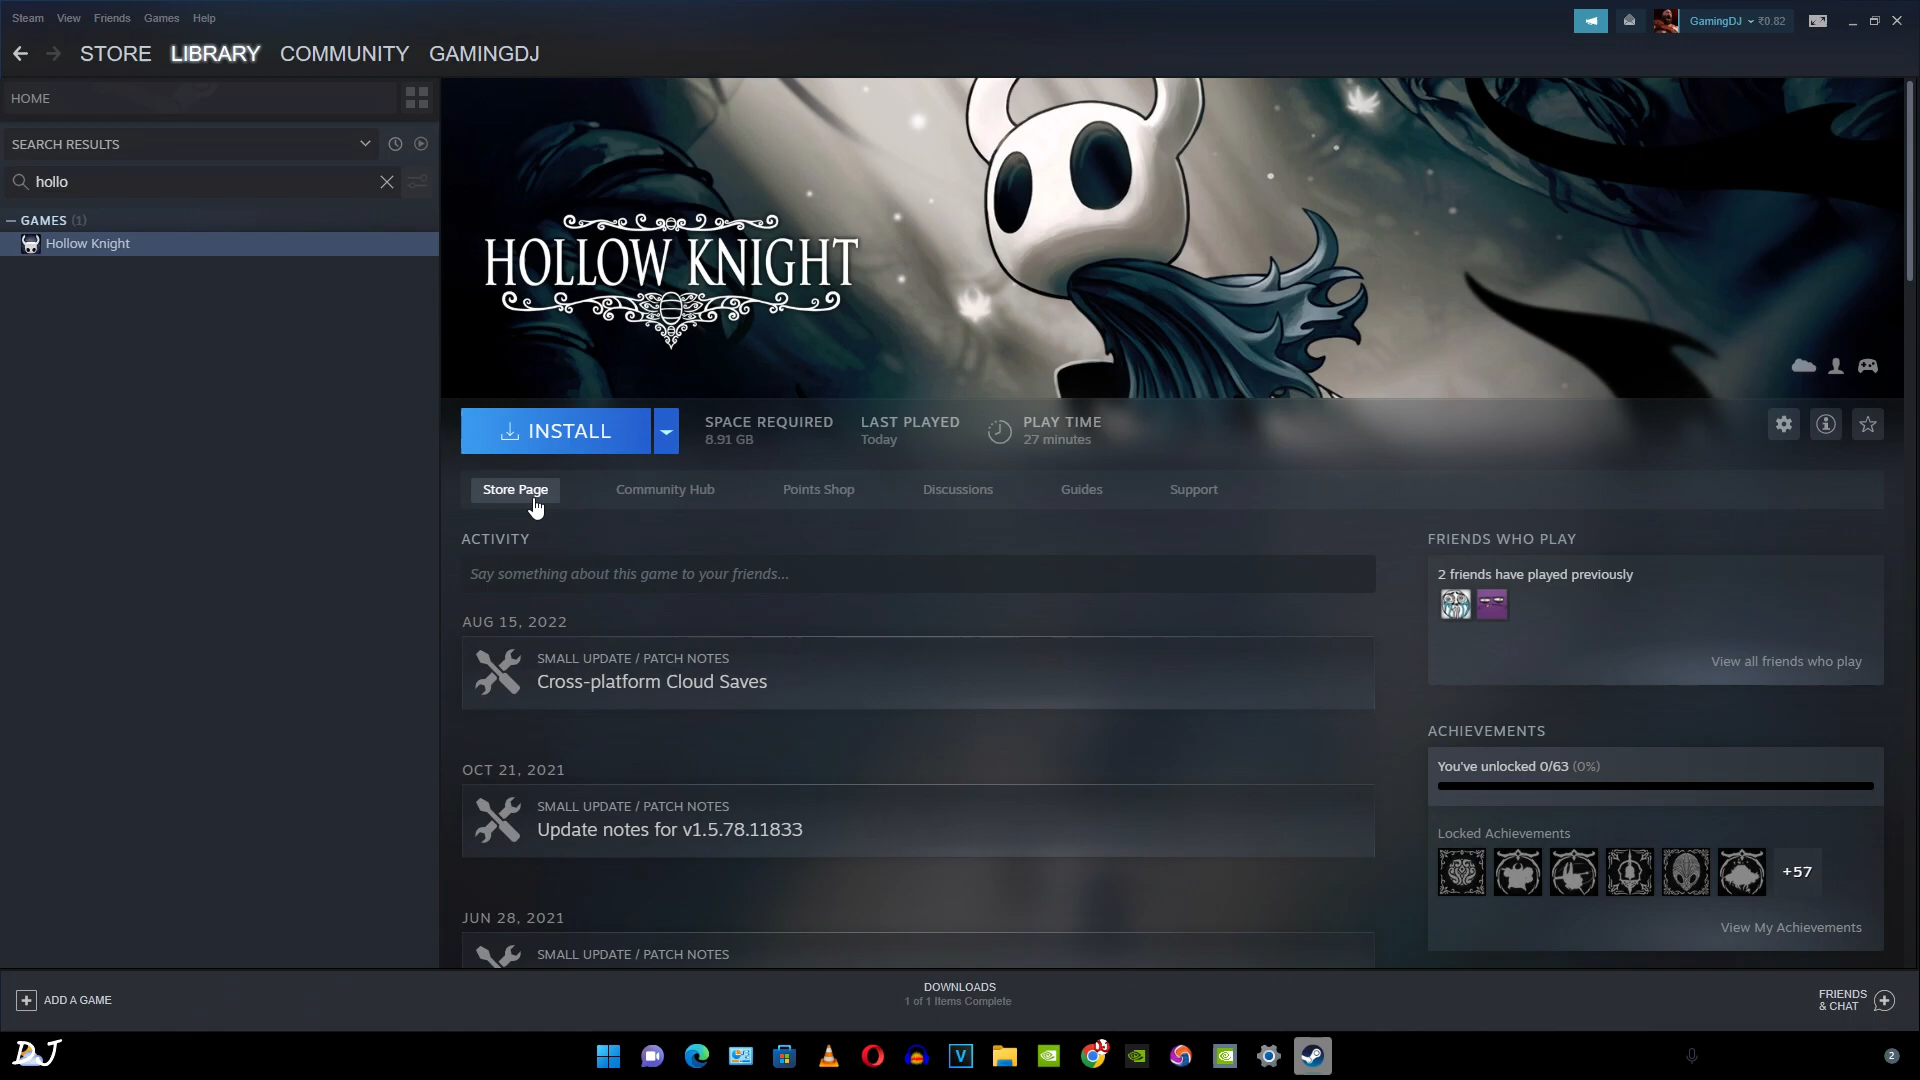 Steam View Friends Games Help
GamingDJ ₹0.82
STORE LIBRARY COMMUNITY GAMINGDJ
HOME
SEARCH RESULTS
hollo
GAMES (1)
Hollow Knight
HOLLOW KNIGHT
INSTALL
SPACE REQUIRED
8.91 GB
LAST PLAYED
Today
PLAY TIME
27 minutes
Store Page Community Hub Points Shop Discussions Guides Support
ACTIVITY
Say something about this game to your friends...
AUG 15, 2022
SMALL UPDATE / PATCH NOTES
Cross-platform Cloud Saves
OCT 21, 2021
SMALL UPDATE / PATCH NOTES
Update notes for v1.5.78.11833
JUN 28, 2021
SMALL UPDATE / PATCH NOTES
FRIENDS WHO PLAY
2 friends have played previously
View all friends who play
ACHIEVEMENTS
You've unlocked 0/63 (0%)
Locked Achievements
+57
View My Achievements
ADD A GAME
DOWNLOADS
1 of 1 Items Complete
FRIENDS
& CHAT
DJ
V
2